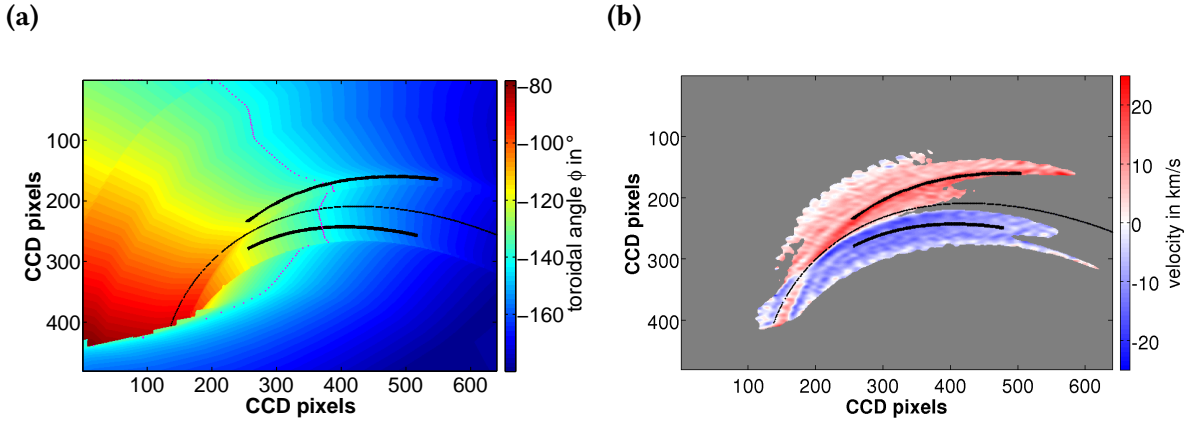 (a)
(b)
100
200
300
400
CCD pixels
100 200 300 400 500 600
CCD pixels
−80
−100
−120
−140
−160
toroidal angle ϕ in °
100
200
300
400
CCD pixels
100 200 300 400 500 600
CCD pixels
20
10
0
-10
-20
velocity in km/s